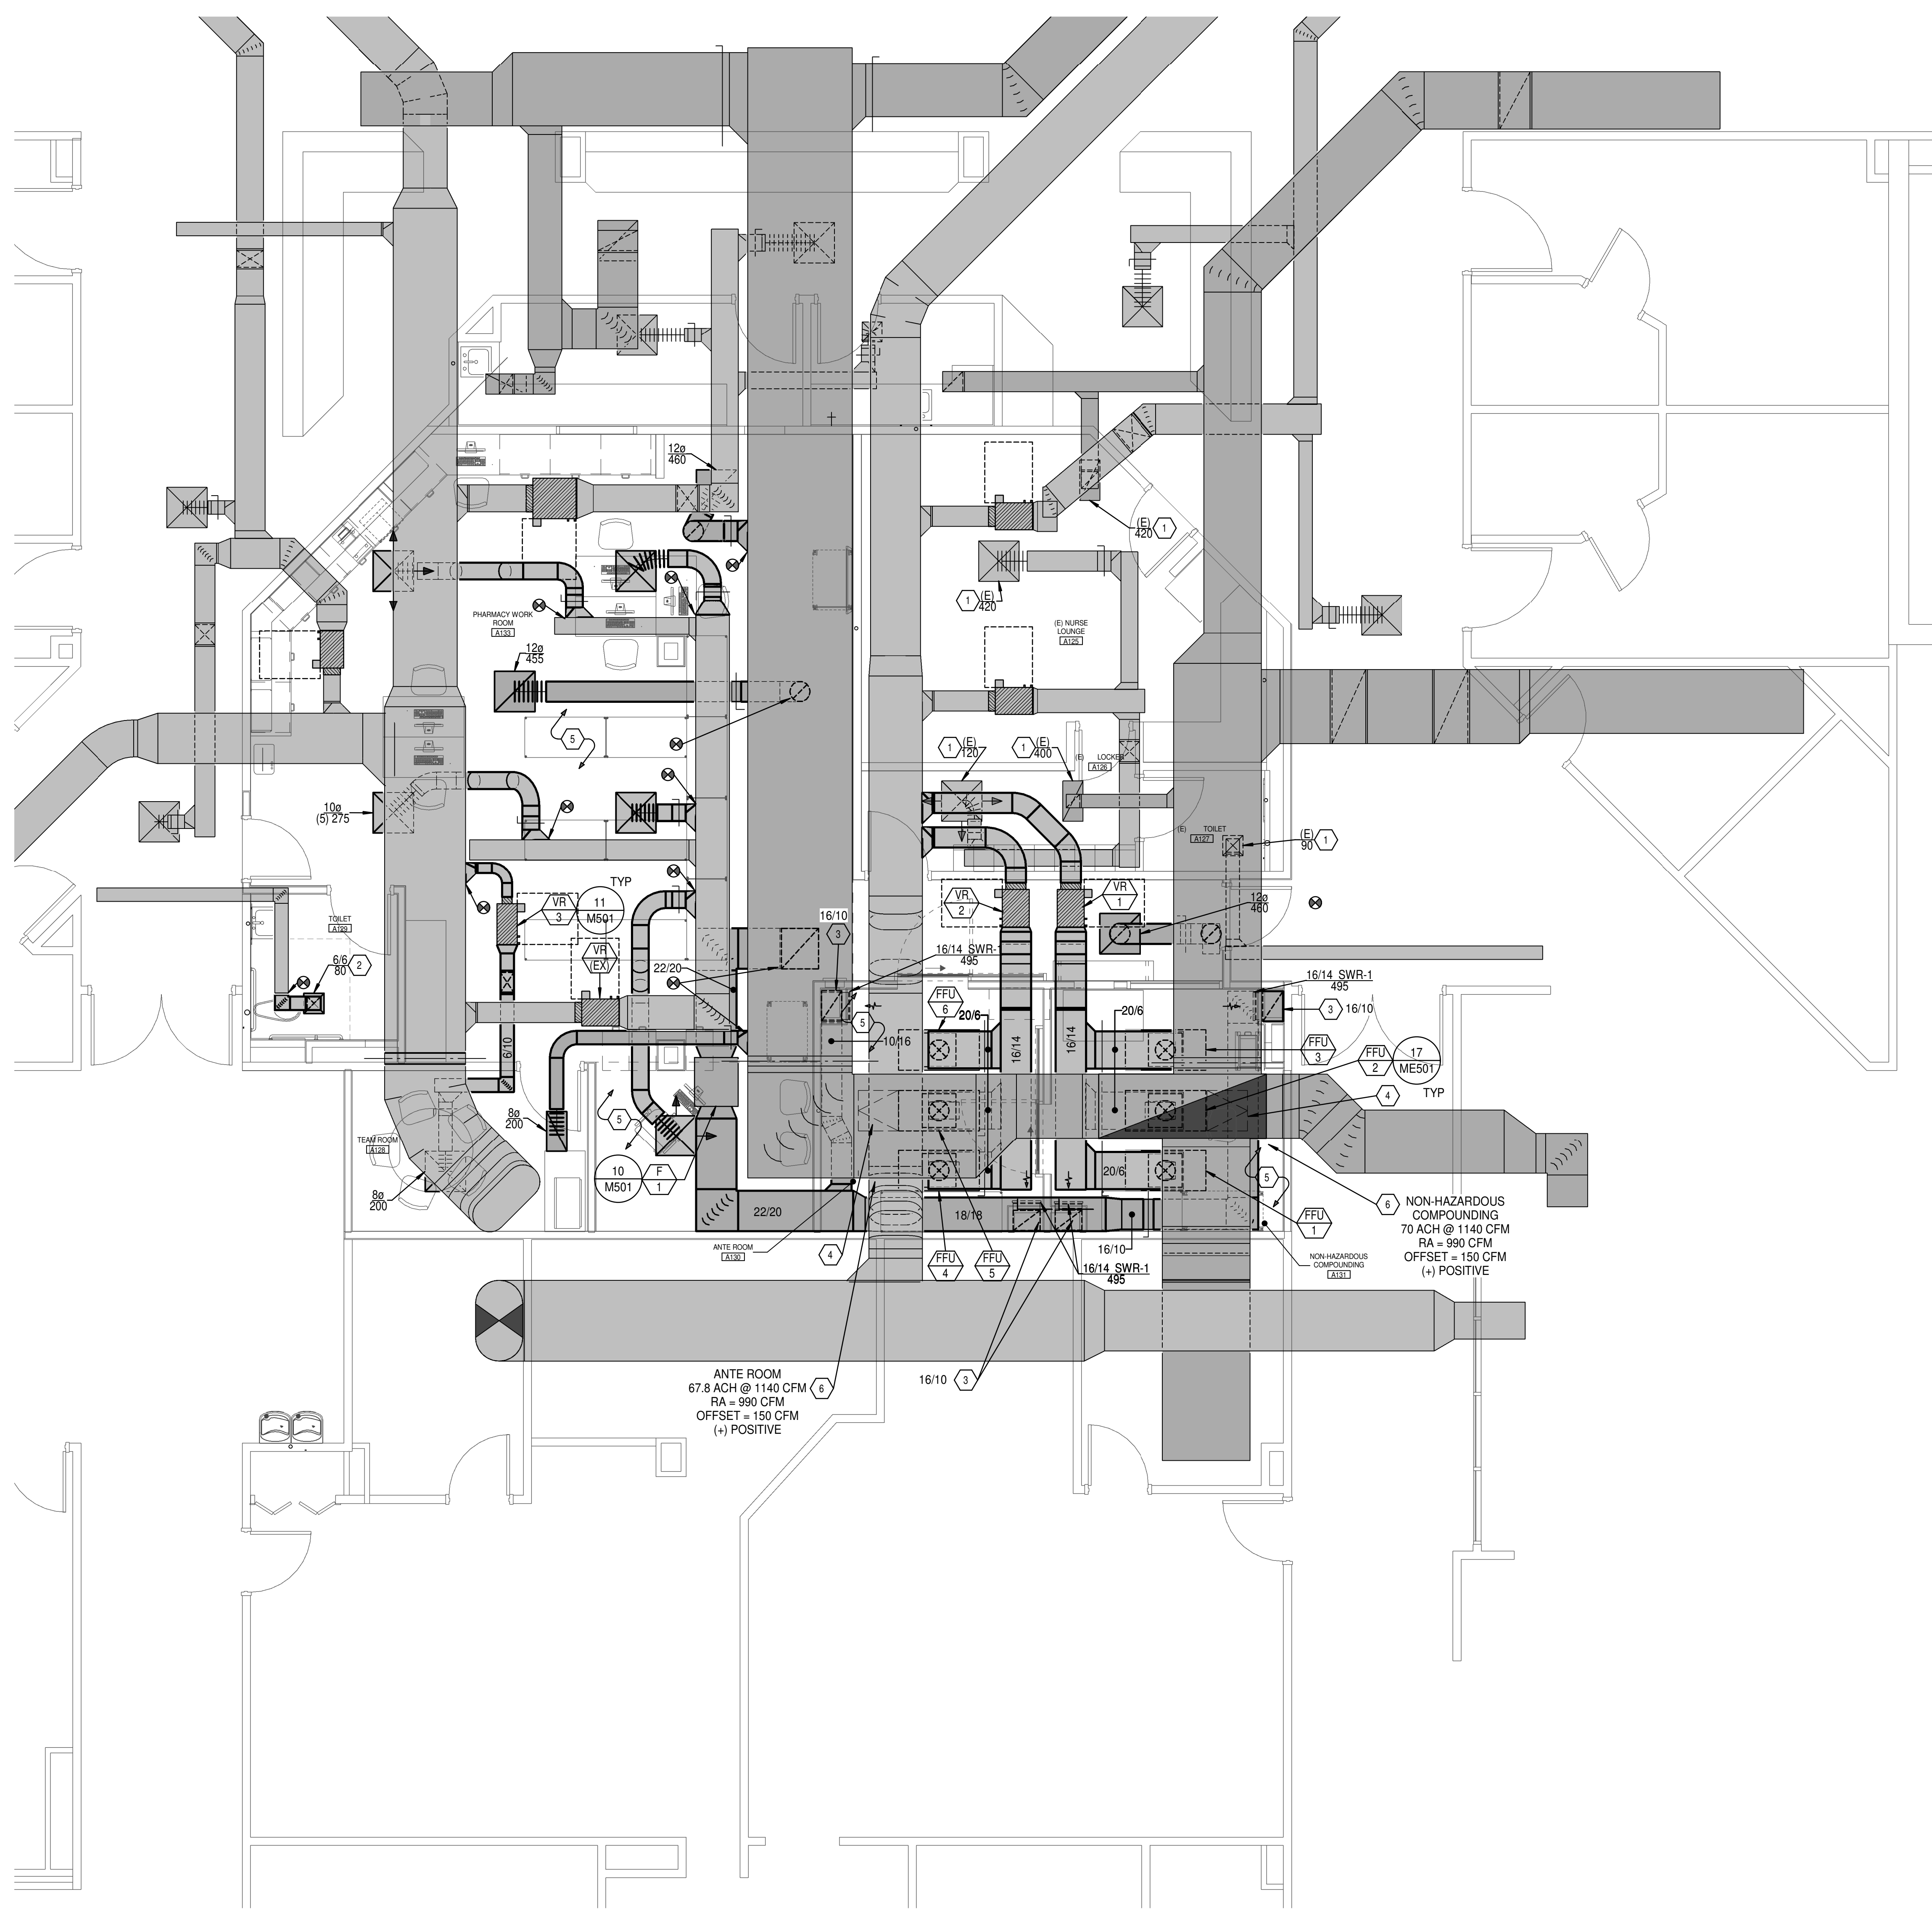 12ø
460
(E)
420
1
PHARMACY WORK
ROOM
A133
1
(E)
420
(E) NURSE
LOUNGE
A125
12ø
455
5
1
(E)
120
1
(E)
400
(E) LOCKER
A126
10ø
(5) 275
(E) TOILET
A127
(E)
90
1
TYP
VR
3
11
M501
VR
2
VR
1
12ø
460
16/10
3
TOILET
A129
6/6
80
2
VR
(EX)
22/20
16/14 SWR-1
495
16/14 SWR-1
495
FFU
6
20/6
20/6
3
16/10
5
10/16
6/10
16/14
16/14
FFU
3
FFU
2
17
ME501
TYP
4
8ø
200
5
TEAM ROOM
A128
10
M501
F
1
8ø
200
20/6
5
6
NON-HAZARDOUS
COMPOUNDING
70 ACH @ 1140 CFM
RA = 990 CFM
OFFSET = 150 CFM
(+) POSITIVE
22/20
18/18
FFU
1
ANTE ROOM
A130
4
FFU
4
FFU
5
16/10
16/14 SWR-1
495
NON-HAZARDOUS
COMPOUNDING
A131
ANTE ROOM
67.8 ACH @ 1140 CFM
RA = 990 CFM
OFFSET = 150 CFM
(+) POSITIVE
6
16/10
3